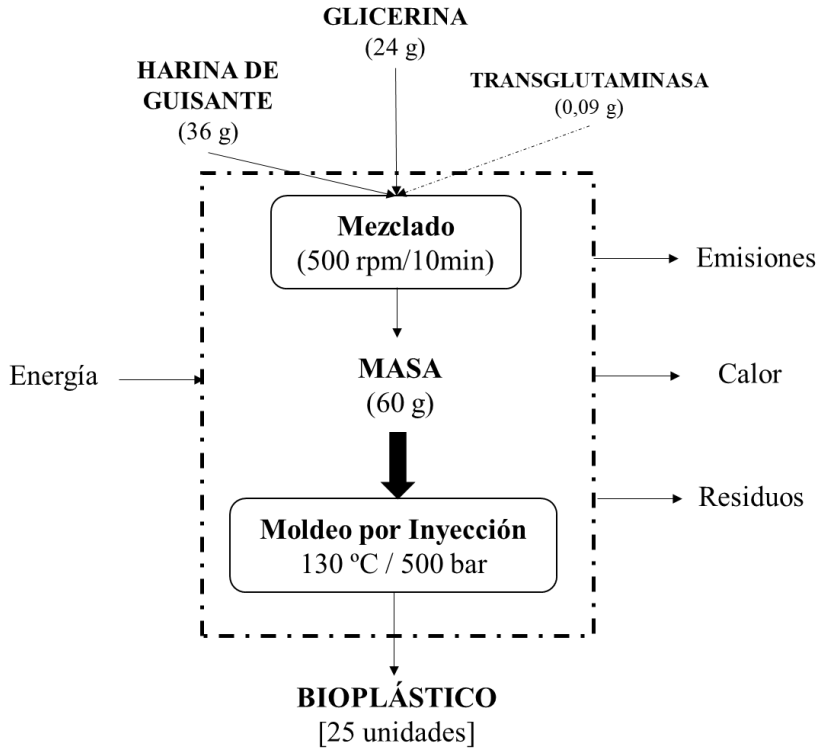 GLICERINA
(24 g)
HARINA DE
GUISANTE
(36 g)
TRANSGLUTAMINASA
(0,09 g)
Mezclado
(500 rpm/10min)
Emisiones
Energía
MASA
(60 g)
Calor
Residuos
Moldeo por Inyección
130 ºC / 500 bar
BIOPLÁSTICO
[25 unidades]